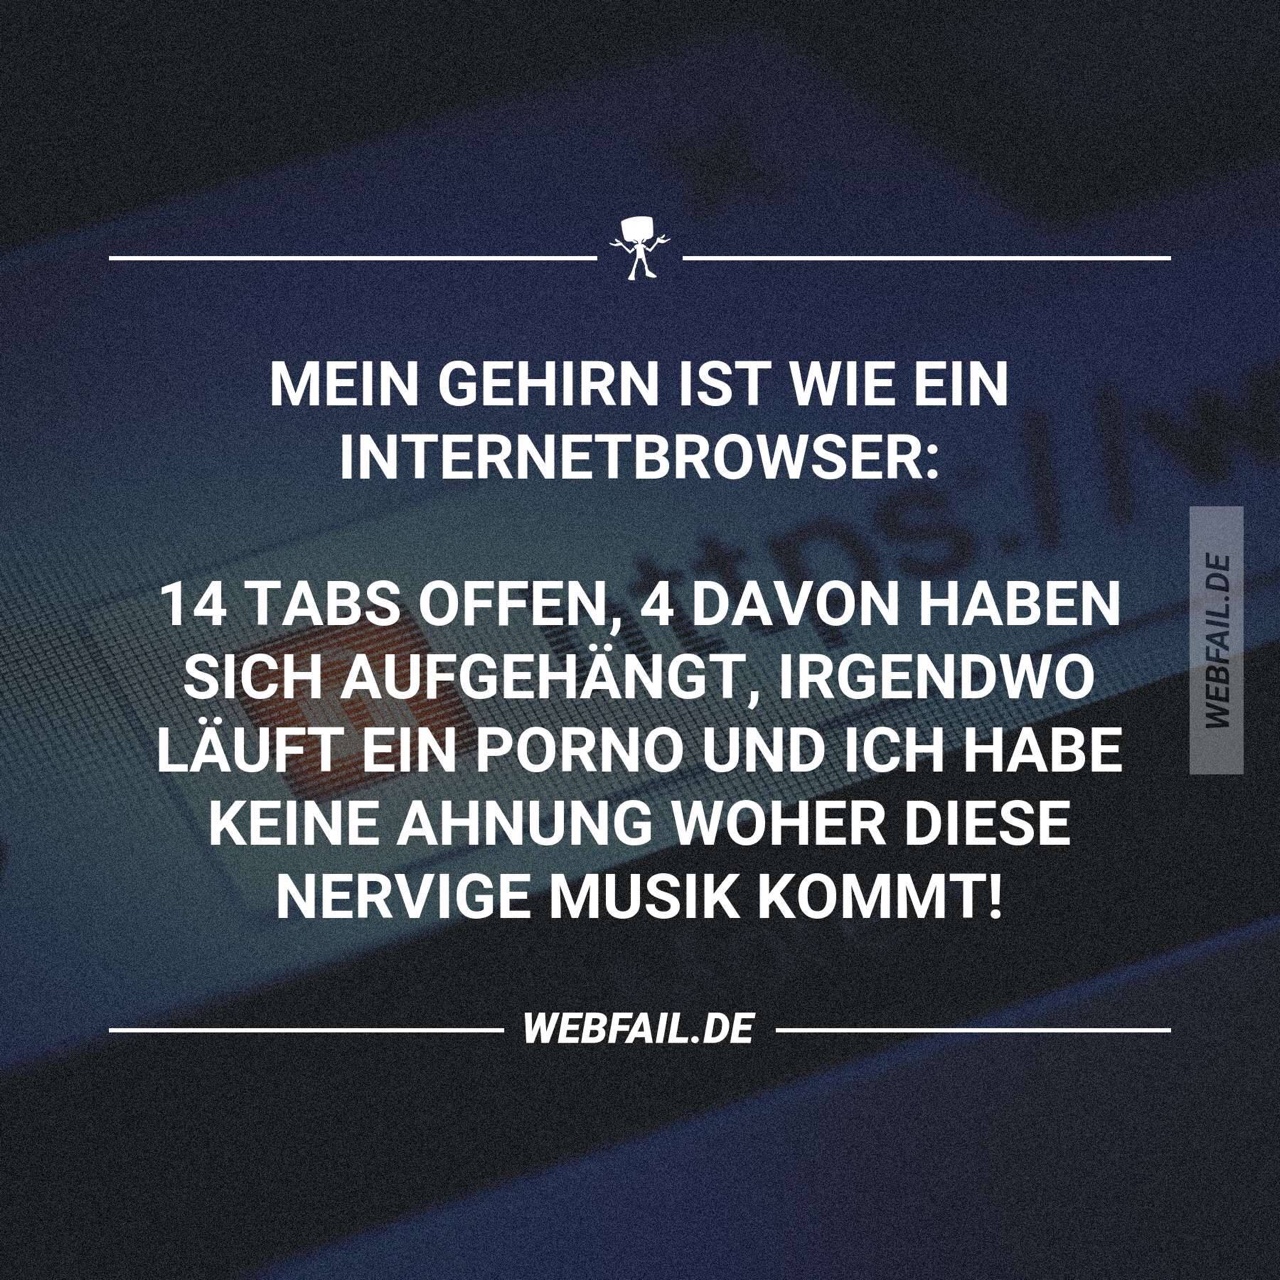 MEIN GEHIRN IST WIE EIN
INTERNETBROWSER:
14 TABS OFFEN, 4 DAVON HABEN
SICH AUFGEHÄNGT, IRGENDWO
LÄUFT EIN PORNO UND ICH HABE
KEINE AHNUNG WOHER DIESE
NERVIGE MUSIK KOMMT!
WEBFAIL.DE
WEBFAIL.DE
https://w